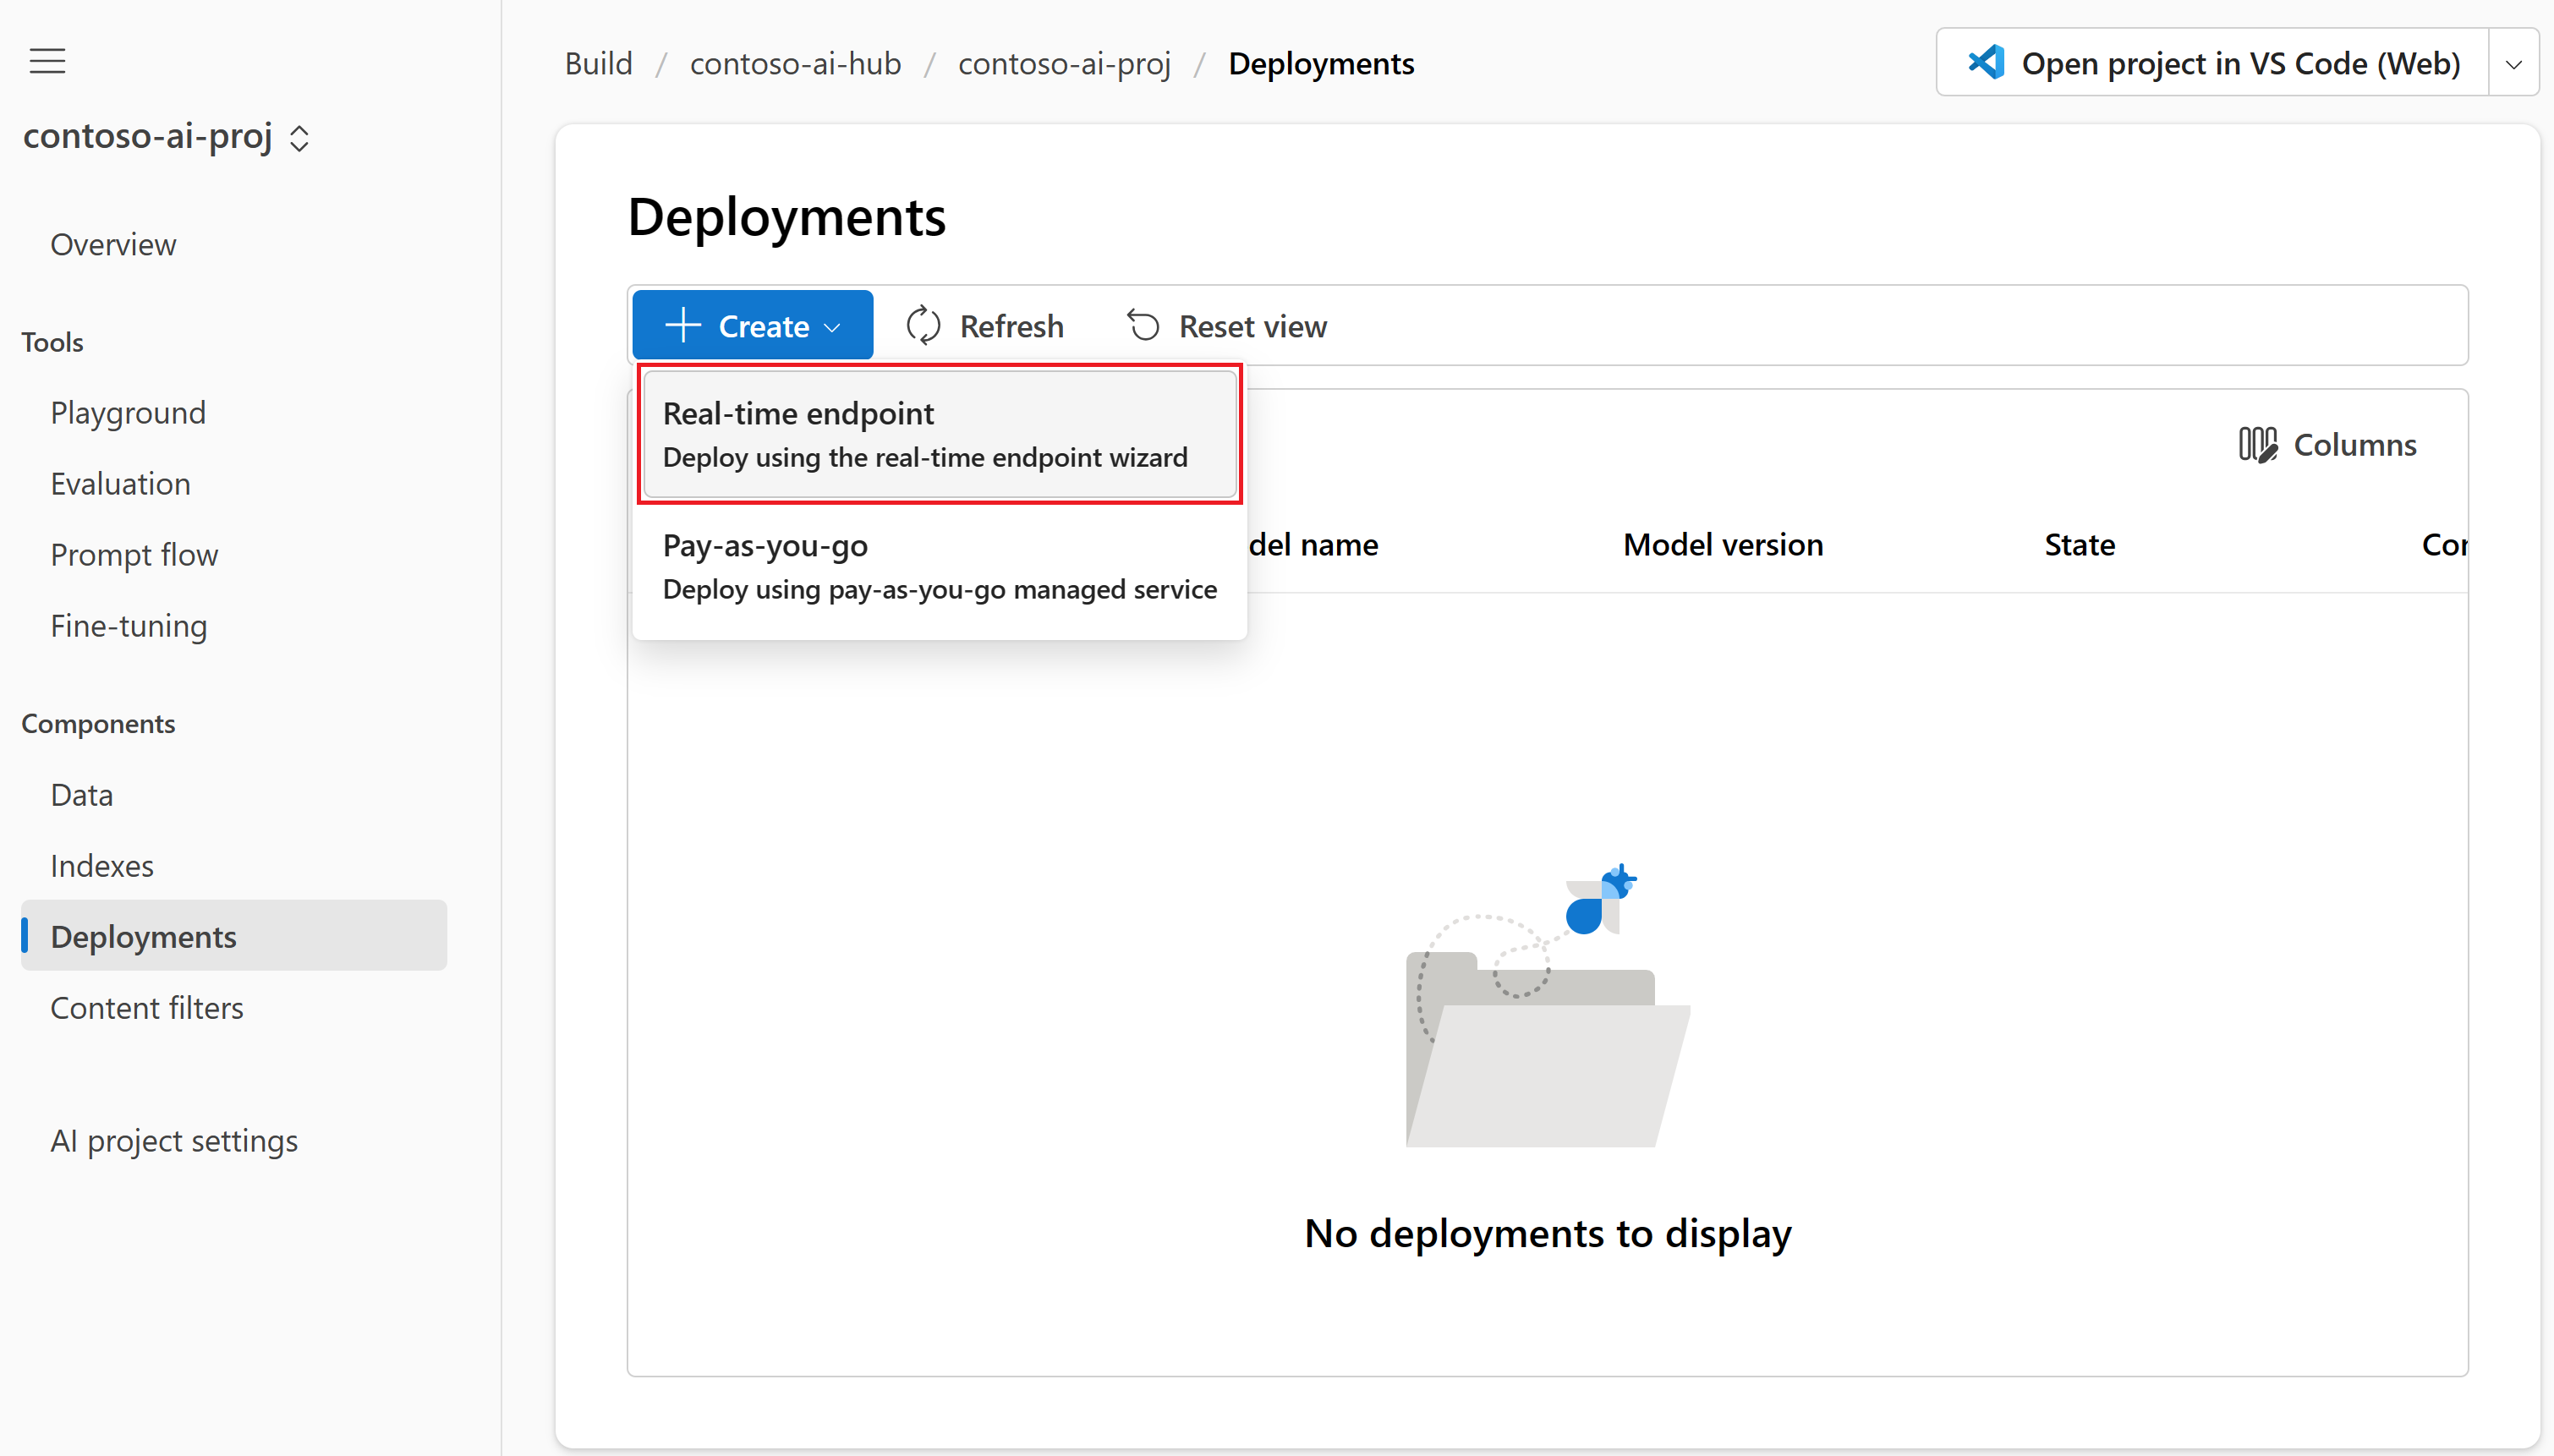 Build / contoso-ai-hub / contoso-ai-proj / Deployments
Open project in VS Code (Web)
contoso-ai-proj
Overview
Tools
Playground
Evaluation
Prompt flow
Fine-tuning
Components
Data
Indexes
Deployments
Content filters
AI project settings
Deployments
Create
Refresh
Reset view
Real-time endpoint
Deploy using the real-time endpoint wizard
Pay-as-you-go
Deploy using pay-as-you-go managed service
Columns
del name
Model version
State
Cor
No deployments to display